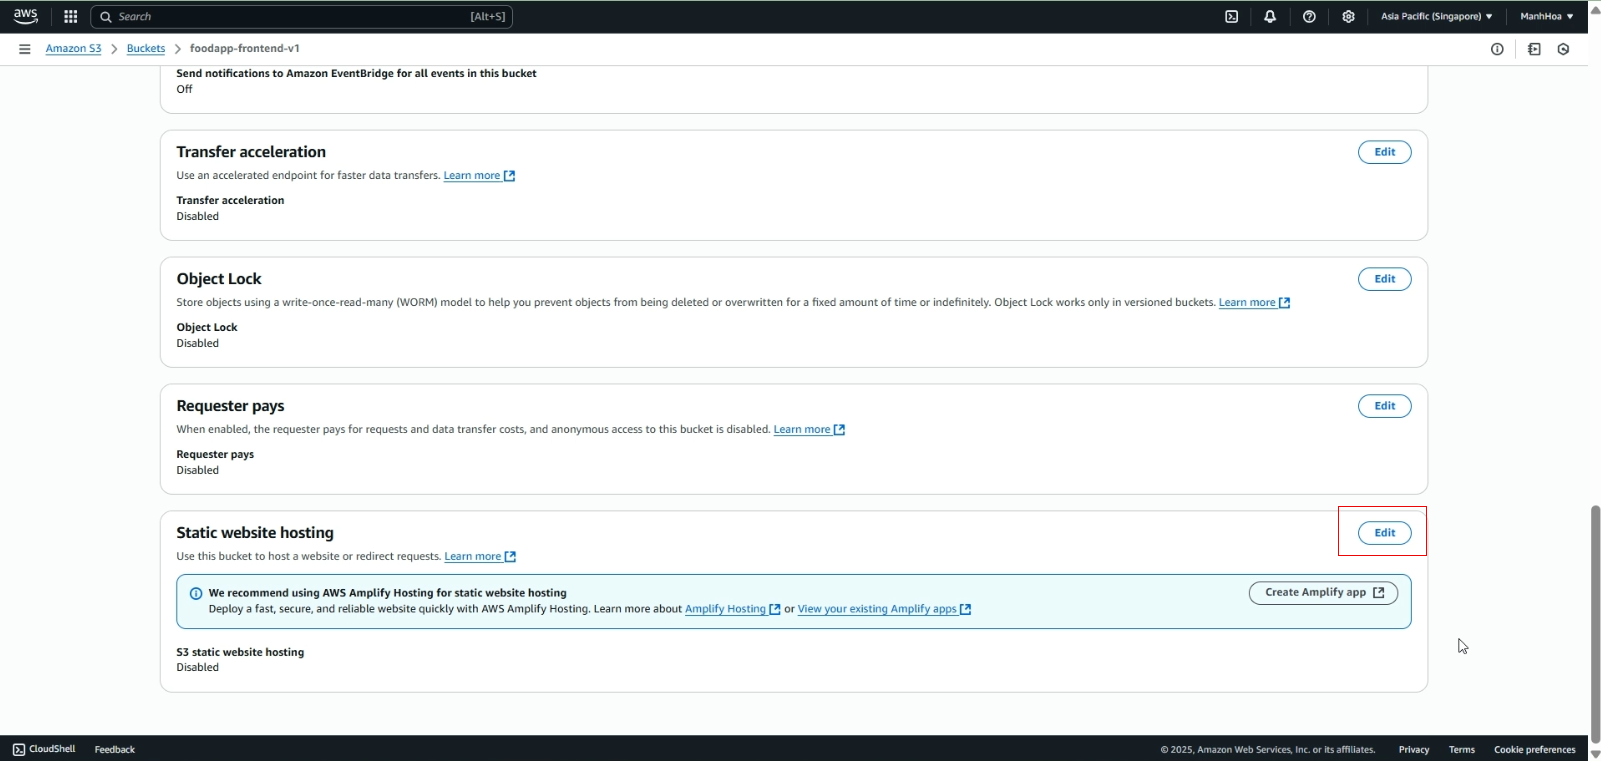 aws Search [Alt+S] Asia Pacific (Singapore) ManhHoa
Amazon S3 Buckets foodapp-frontend-v1
Send notifications to Amazon EventBridge for all events in this bucket
Off
Transfer acceleration Edit
Use an accelerated endpoint for faster data transfers. Learn more
Transfer acceleration
Disabled
Object Lock Edit
Store objects using a write-once-read-many (WORM) model to help you prevent objects from being deleted or overwritten for a fixed amount of time or indefinitely. Object Lock works only in versioned buckets. Learn more
Object Lock
Disabled
Requester pays Edit
When enabled, the requester pays for requests and data transfer costs, and anonymous access to this bucket is disabled. Learn more
Requester pays
Disabled
Static website hosting Edit
Use this bucket to host a website or redirect requests. Learn more
We recommend using AWS Amplify Hosting for static website hosting Create Amplify app
Deploy a fast, secure, and reliable website quickly with AWS Amplify Hosting. Learn more about Amplify Hosting or View your existing Amplify apps
S3 static website hosting
Disabled
CloudShell Feedback © 2025, Amazon Web Services, Inc. or its affiliates. Privacy Terms Cookie preferences